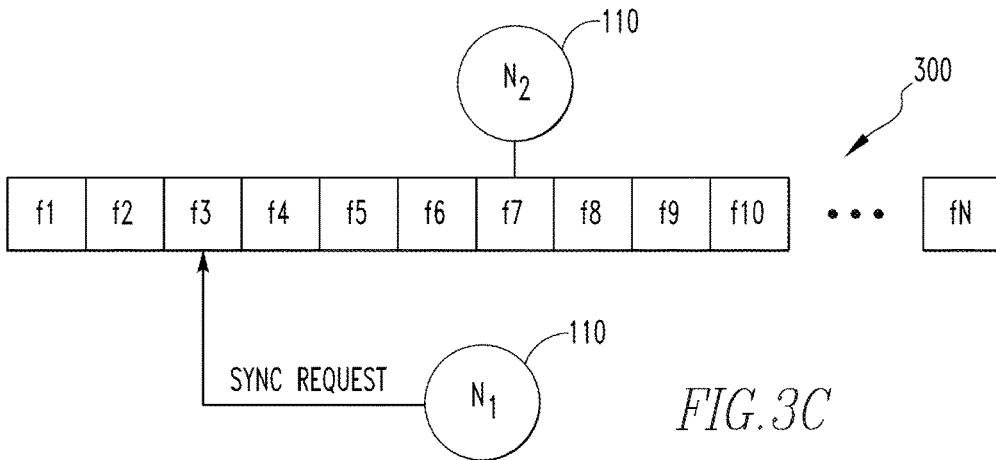 110
N2
300
f1 f2 f3 f4 f5 f6 f7 f8 f9 f10 ••• fN
110
SYNC REQUEST
N1
FIG.3C